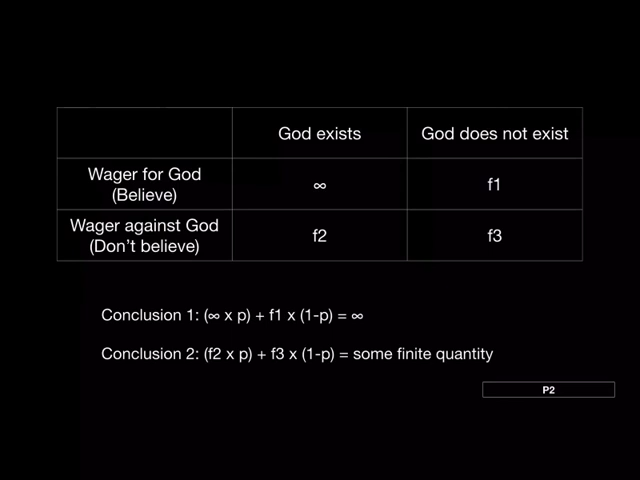 God exists
God does not exist
Wager for God
(Believe)
∞
f1
Wager against God
(Don’t believe)
f2
f3
Conclusion 1: (∞ x p) + f1 x (1-p) = ∞
Conclusion 2: (f2 x p) + f3 x (1-p) = some finite quantity
P2